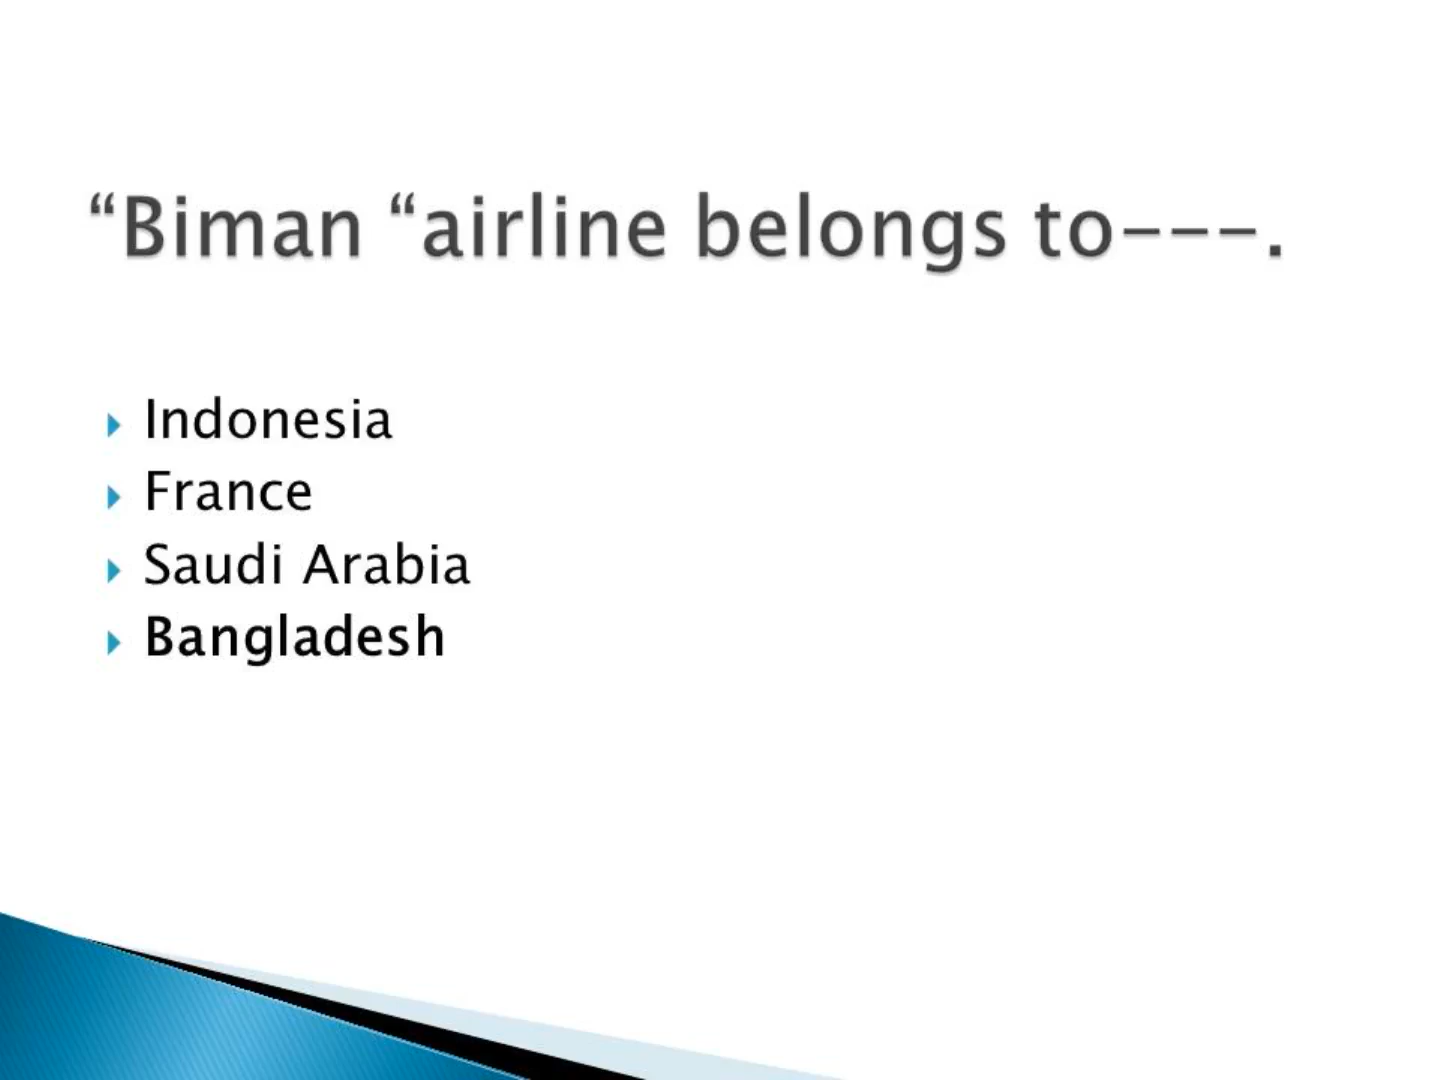 “Biman “airline belongs to---.
Indonesia
France
Saudi Arabia
Bangladesh